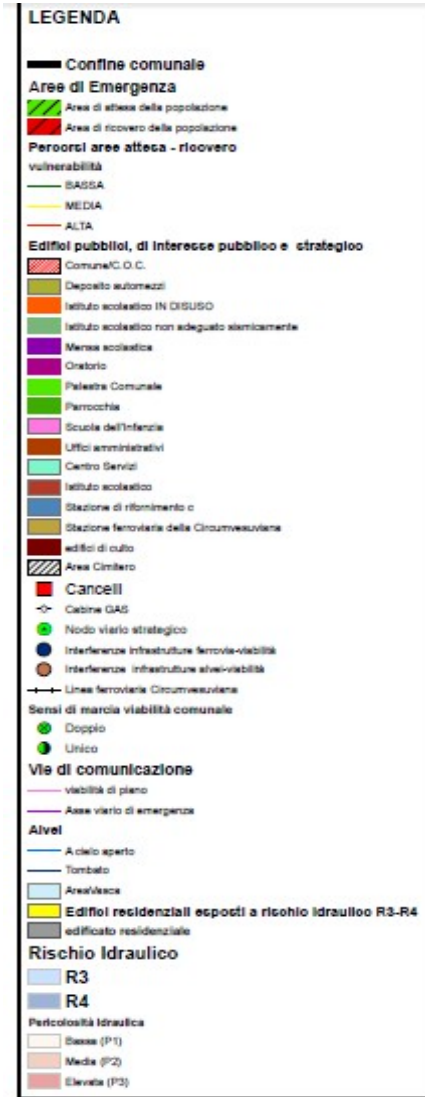 LEGENDA
Confine comunale
Aree di Emergenza
Area di attesa della popolazione
Area di ricovero della popolazione
Percorsi aree attesa - ricovero
vulnerabilità
BASSA
MEDIA
ALTA
Edifici pubblici, di interesse pubblico e strategico
Comune/C.O.C.
Deposito automezzi
Istituto scolastico IN DISUSO
Istituto scolastico non adeguato sismicamente
Mensa scolastica
Oratorio
Palestra Comunale
Parrocchia
Scuola dell'Infanzia
Uffici amministrativi
Centro Servizi
Istituto scolastico
Stazione di rifornimento c
Stazione ferroviaria della Circumvesuviana
edifici di culto
Area Cimitero
Cancelli
Cabine GAS
Nodo viario strategico
Interferenze infrastrutture ferrovia-viabilità
Interferenze infrastrutture alvei-viabilità
Linea ferroviaria Circumvesuviana
Sensi di marcia viabilità comunale
Doppio
Unico
Vie di comunicazione
viabilità di piano
Asse viario di emergenza
Alvei
A cielo aperto
Tombato
AreaVasca
Edifici residenziali esposti a rischio idraulico R3-R4
edificato residenziale
Rischio Idraulico
R3
R4
Pericolosità Idraulica
Bassa (P1)
Media (P2)
Elevata (P3)